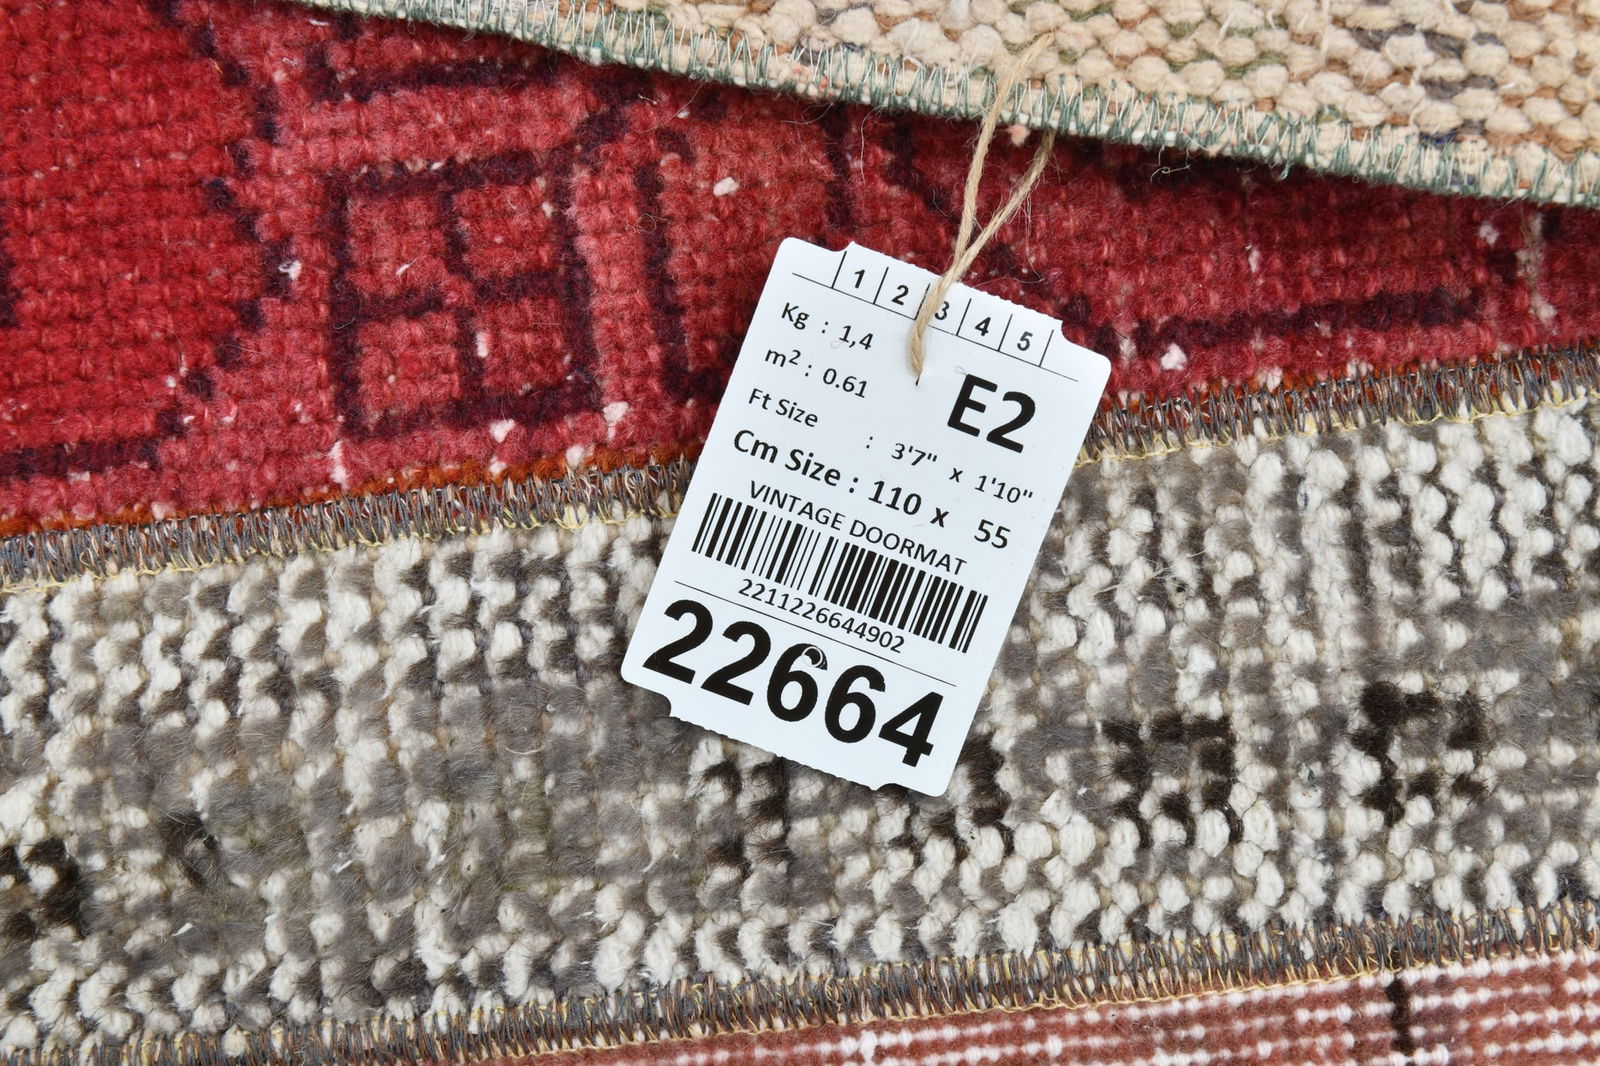 1 2 3 4 5
Kg : 1,4
m2 : 0.61
E2
Ft Size : 3'7" x 1'10"
Cm Size : 110 x 55
VINTAGE DOORMAT
2211226644902
22664